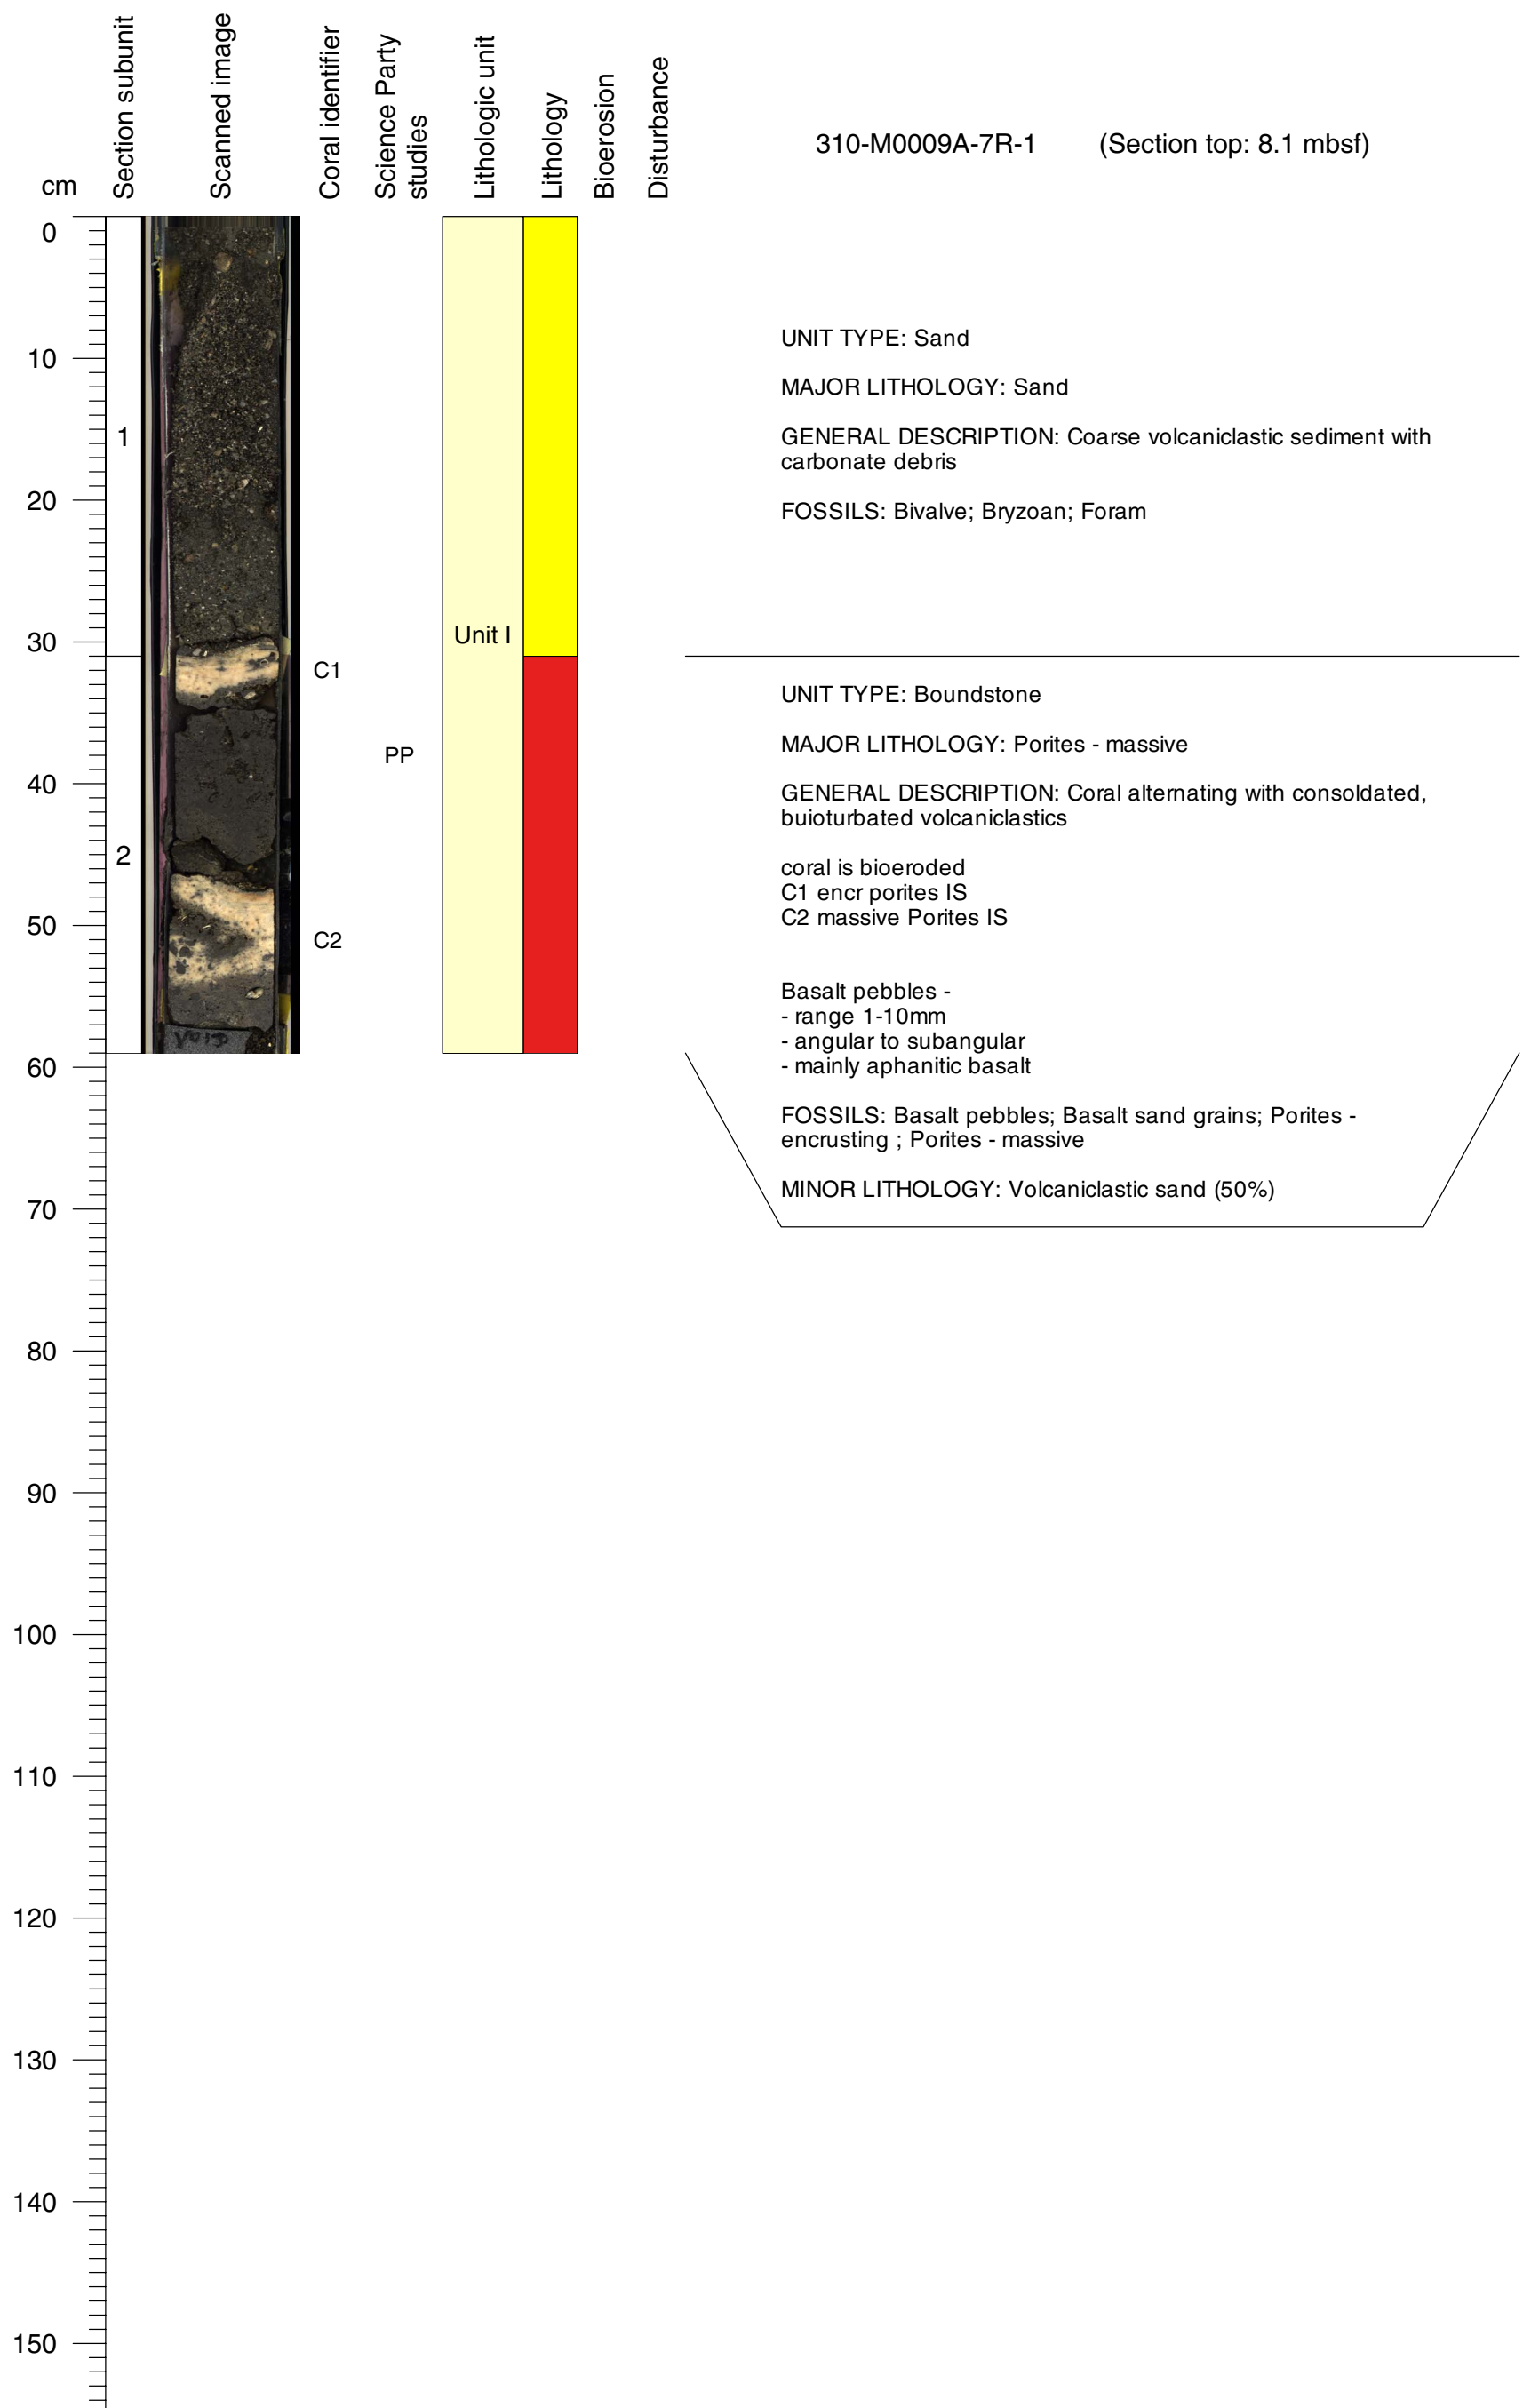 cm
Section subunit
Scanned image
Coral identifier
Science Party
studies
Lithologic unit
Lithology
Bioerosion
Disturbance
310-M0009A-7R-1 (Section top: 8.1 mbsf)
0
10
20
30
40
50
60
70
80
90
100
110
120
130
140
150
1
2
VOID
C1
C2
PP
Unit I
UNIT TYPE: Sand
MAJOR LITHOLOGY: Sand
GENERAL DESCRIPTION: Coarse volcaniclastic sediment with
carbonate debris
FOSSILS: Bivalve; Bryzoan; Foram
UNIT TYPE: Boundstone
MAJOR LITHOLOGY: Porites - massive
GENERAL DESCRIPTION: Coral alternating with consoldated,
buioturbated volcaniclastics
coral is bioeroded
C1 encr porites IS
C2 massive Porites IS
Basalt pebbles -
- range 1-10mm
- angular to subangular
- mainly aphanitic basalt
FOSSILS: Basalt pebbles; Basalt sand grains; Porites -
encrusting ; Porites - massive
MINOR LITHOLOGY: Volcaniclastic sand (50%)